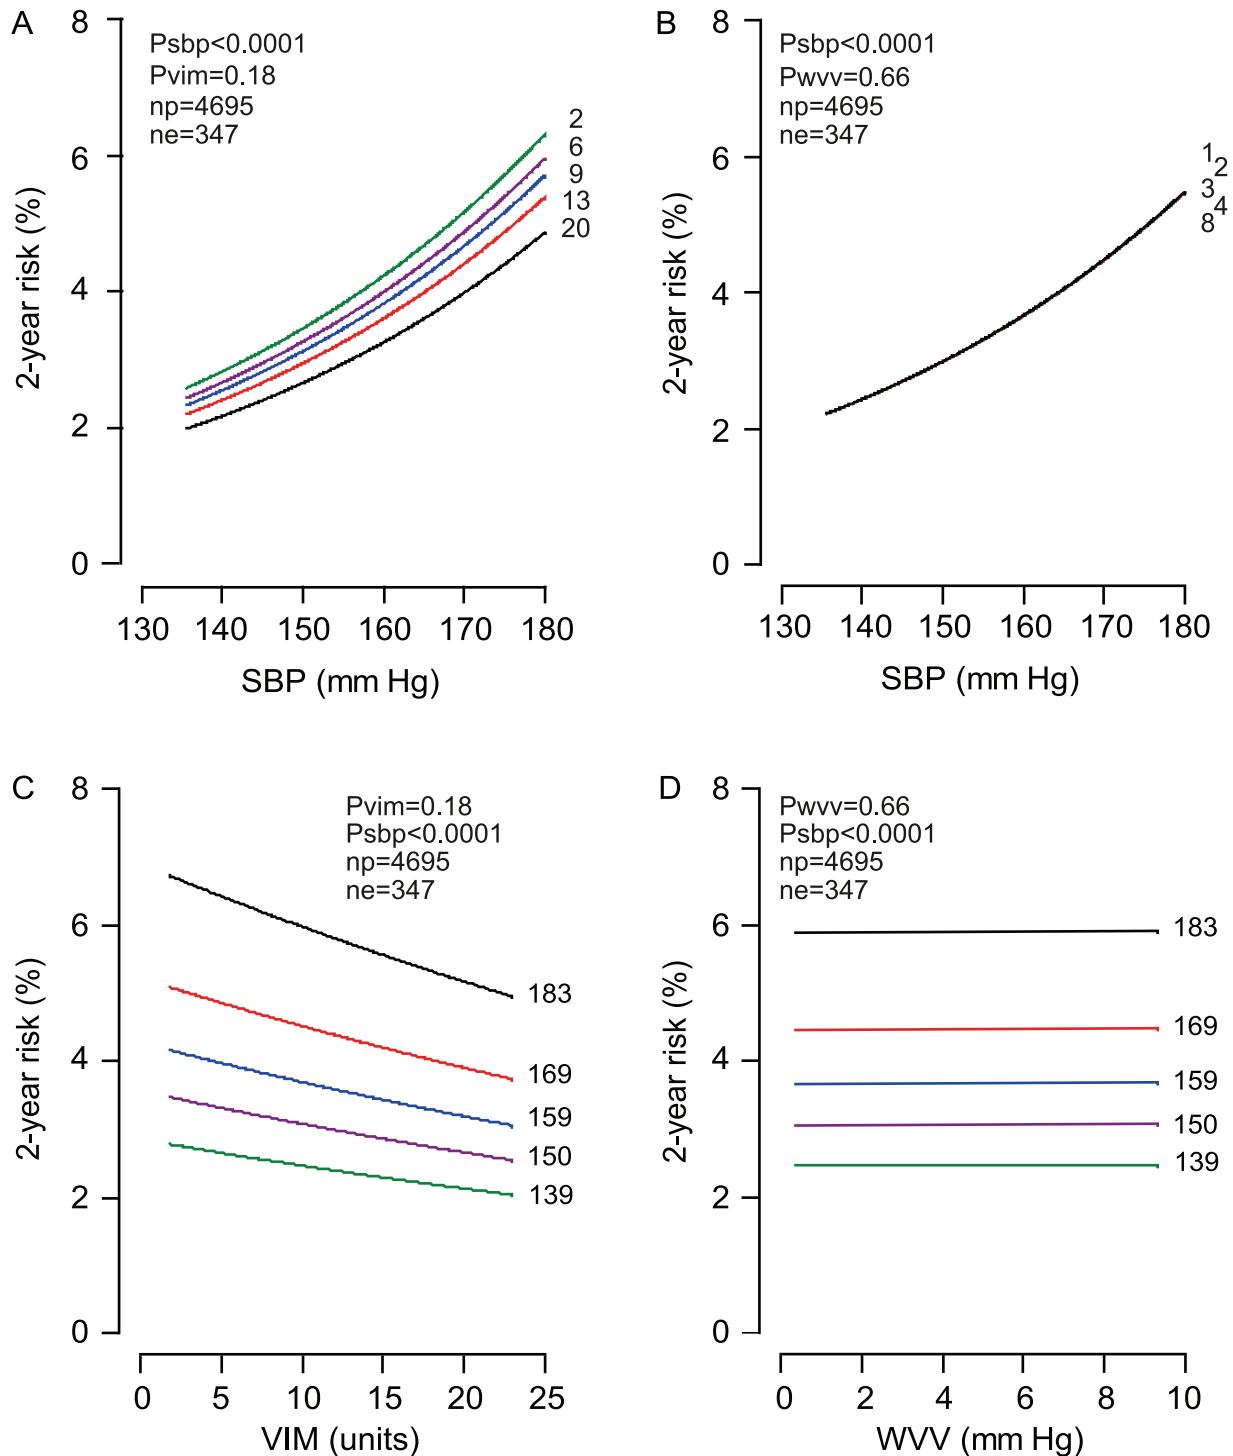 A
8
6
4
2
0
2-year risk (%)
Psbp<0.0001
Pvim=0.18
np=4695
ne=347
2
6
9
13
20
130 140 150 160 170 180
SBP (mm Hg)
B
8
6
4
2
0
2-year risk (%)
Psbp<0.0001
Pwvv=0.66
np=4695
ne=347
1
2
3
4
8
130 140 150 160 170 180
SBP (mm Hg)
C
8
6
4
2
0
2-year risk (%)
Pvim=0.18
Psbp<0.0001
np=4695
ne=347
183
169
159
150
139
0 5 10 15 20 25
VIM (units)
D
8
6
4
2
0
2-year risk (%)
Pwvv=0.66
Psbp<0.0001
np=4695
ne=347
183
169
159
150
139
0 2 4 6 8 10
WVV (mm Hg)